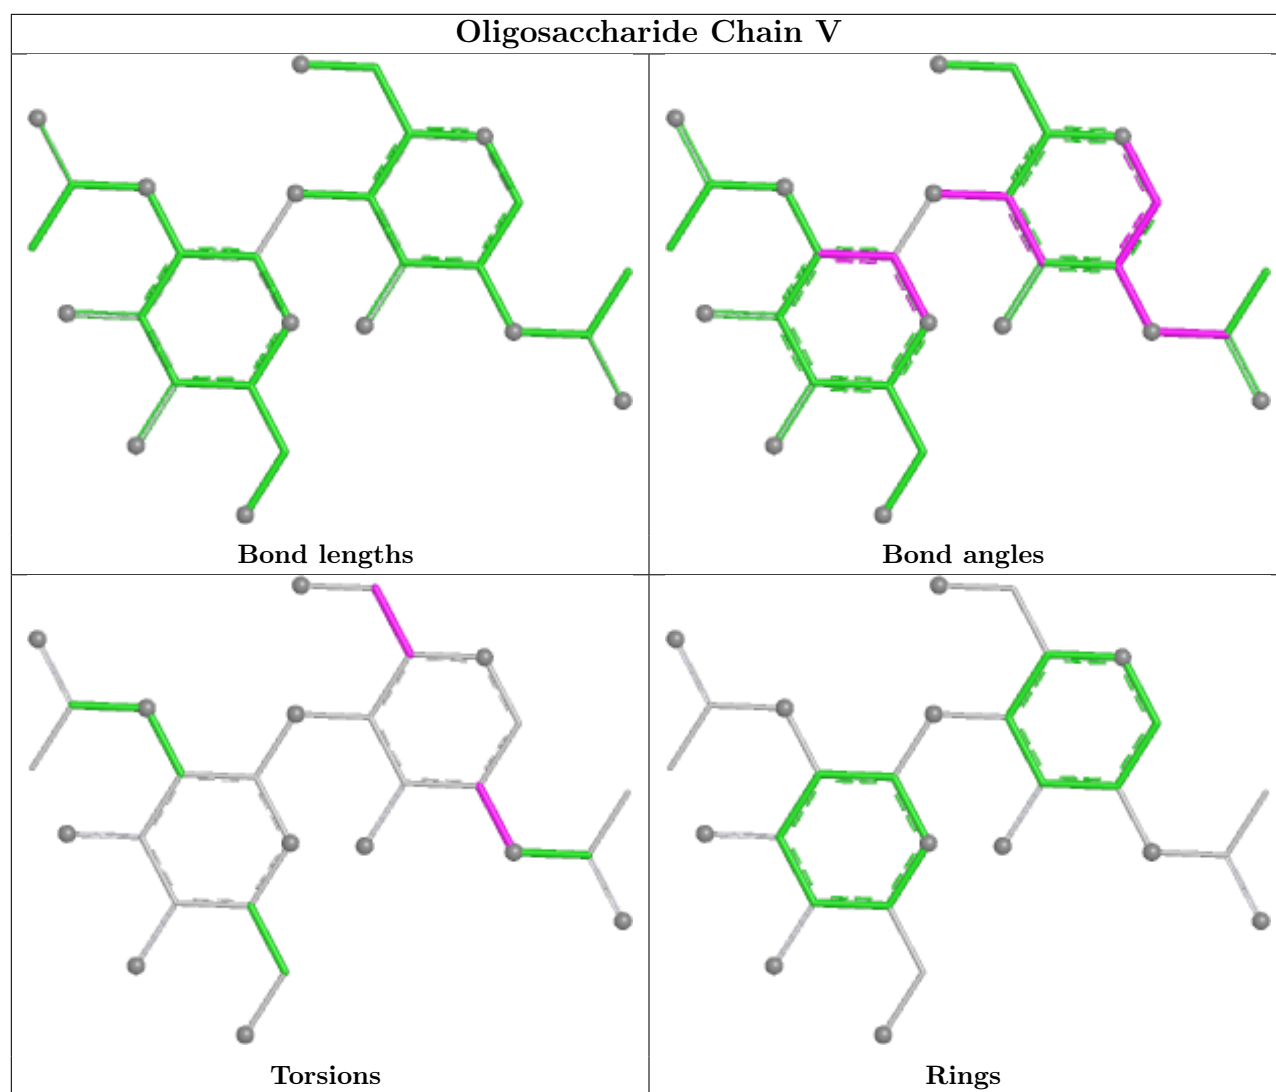 Oligosaccharide Chain V
Bond lengths
Bond angles
Torsions
Rings